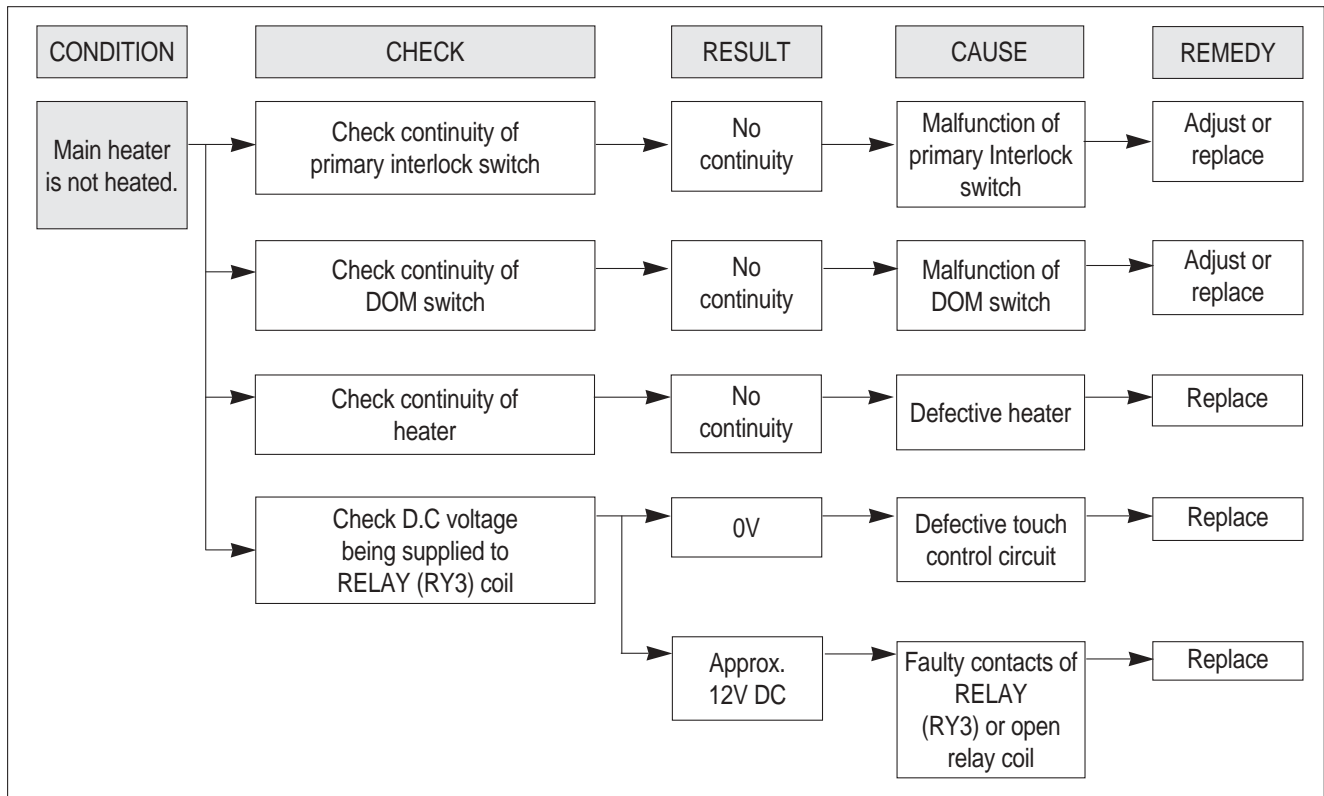 CONDITION
CHECK
RESULT
CAUSE
REMEDY
Main heater
is not heated.
Check continuity of
primary interlock switch
No
continuity
Malfunction of
primary Interlock
switch
Adjust or
replace
Check continuity of
DOM switch
No
continuity
Malfunction of
DOM switch
Adjust or
replace
Check continuity of
heater
No
continuity
Defective heater
Replace
Check D.C voltage
being supplied to
RELAY (RY3) coil
0V
Defective touch
control circuit
Replace
Approx.
12V DC
Faulty contacts of
RELAY
(RY3) or open
relay coil
Replace